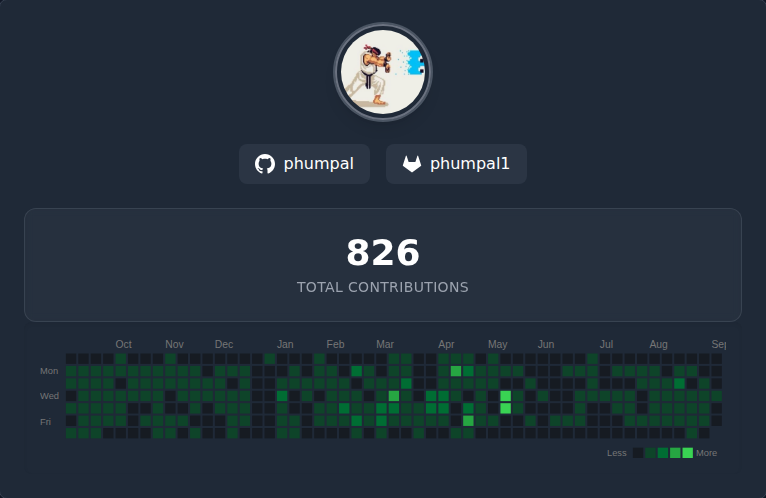 phumpal phumpal1
826
TOTAL CONTRIBUTIONS
Oct Nov Dec Jan Feb Mar Apr May Jun Jul Aug Sep
Mon
Wed
Fri
Less More